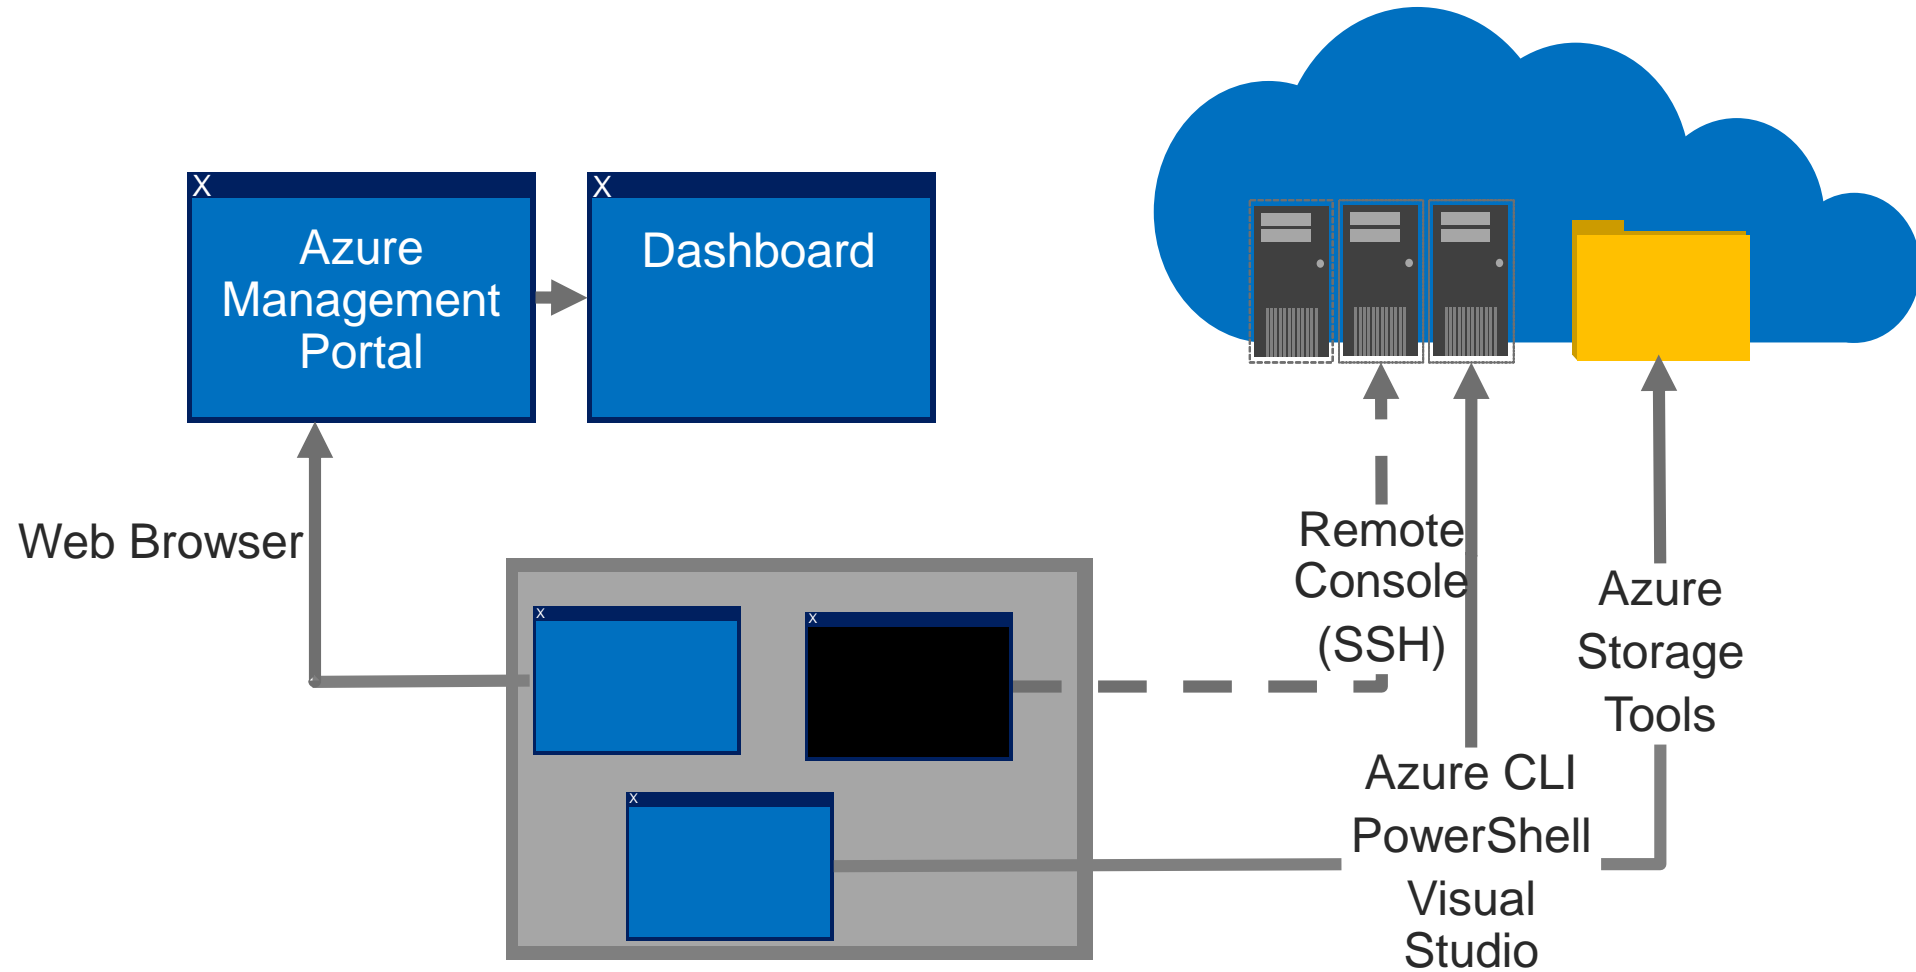 X
Azure
Management
Portal
X
Dashboard
Web Browser
X
X
X
Remote
Console
(SSH)
Azure
Storage
Tools
Azure CLI
PowerShell
Visual
Studio